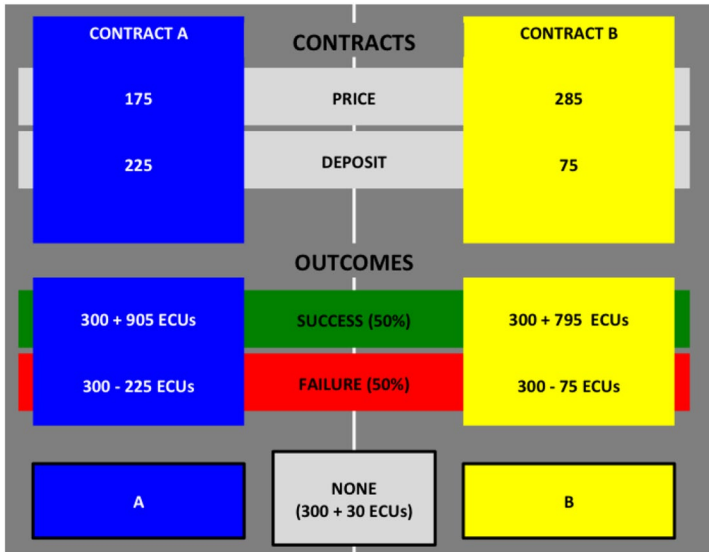 CONTRACT A
CONTRACTS
CONTRACT B
175
PRICE
285
225
DEPOSIT
75
OUTCOMES
300 + 905 ECUs
SUCCESS (50%)
300 + 795 ECUs
300 - 225 ECUs
FAILURE (50%)
300 - 75 ECUs
A
NONE
(300 + 30 ECUs)
B